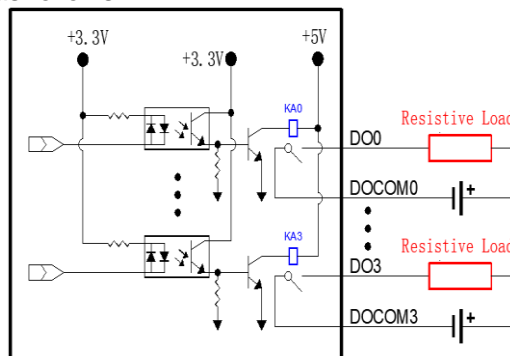 +3.3V
+3.3V
+5V
KA0
Resistive Load
DO0
DOCOM0
+
KA3
Resistive Load
DO3
DOCOM3
+